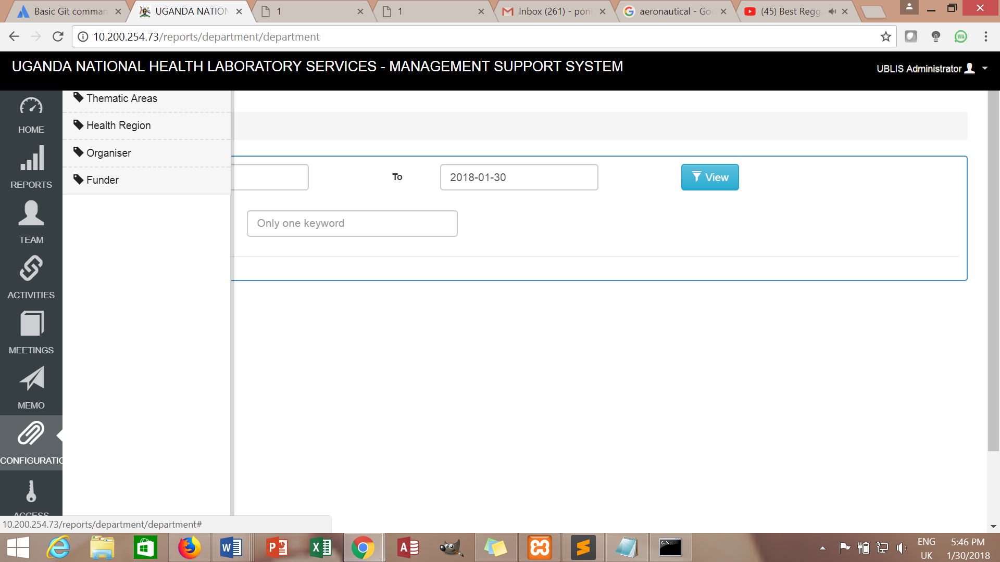 Basic Git comman
UGANDA NATION
1
1
Inbox (261) - pon
aeronautical - Goo
(45) Best Regg
10.200.254.73/reports/department/department
UGANDA NATIONAL HEALTH LABORATORY SERVICES - MANAGEMENT SUPPORT SYSTEM
UBLIS Administrator
HOME
REPORTS
TEAM
ACTIVITIES
MEETINGS
MEMO
CONFIGURATIO
ACCESS
Thematic Areas
Health Region
Organiser
Funder
To
2018-01-30
View
Only one keyword
10.200.254.73/reports/department/department#
ENG
UK
5:46 PM
1/30/2018